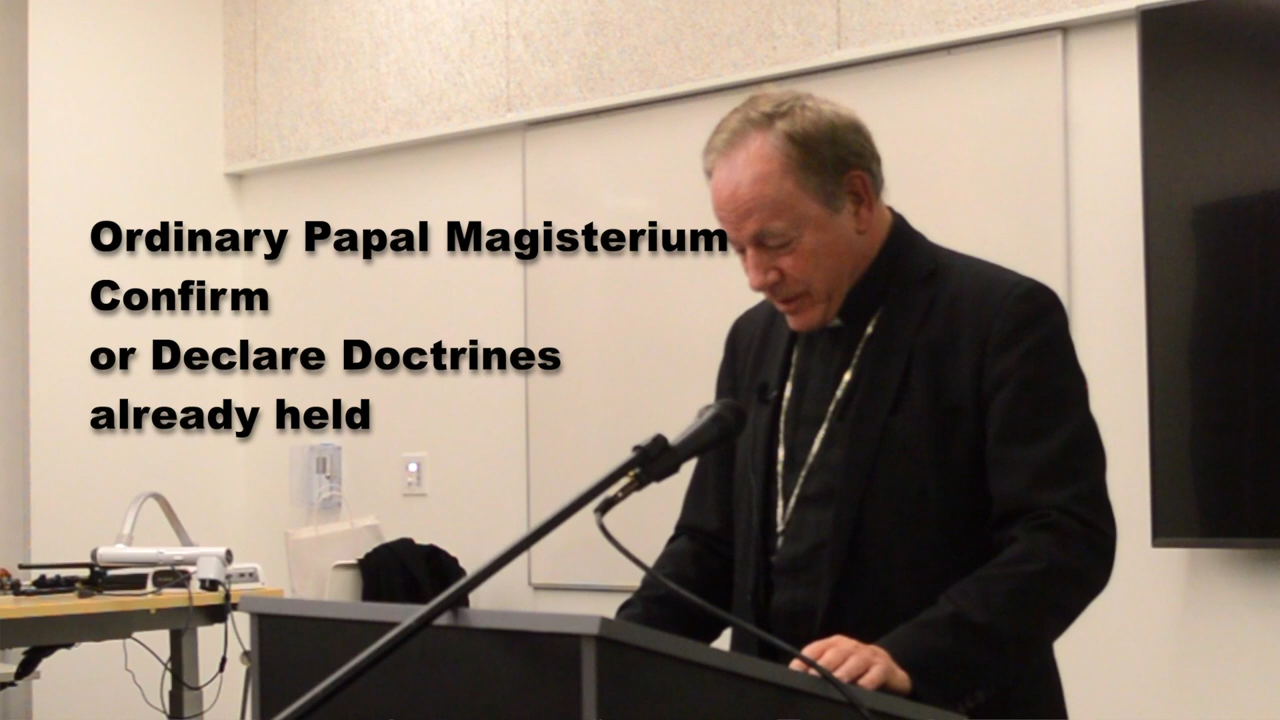 Ordinary Papal Magisterium
Confirm
or Declare Doctrines
already held